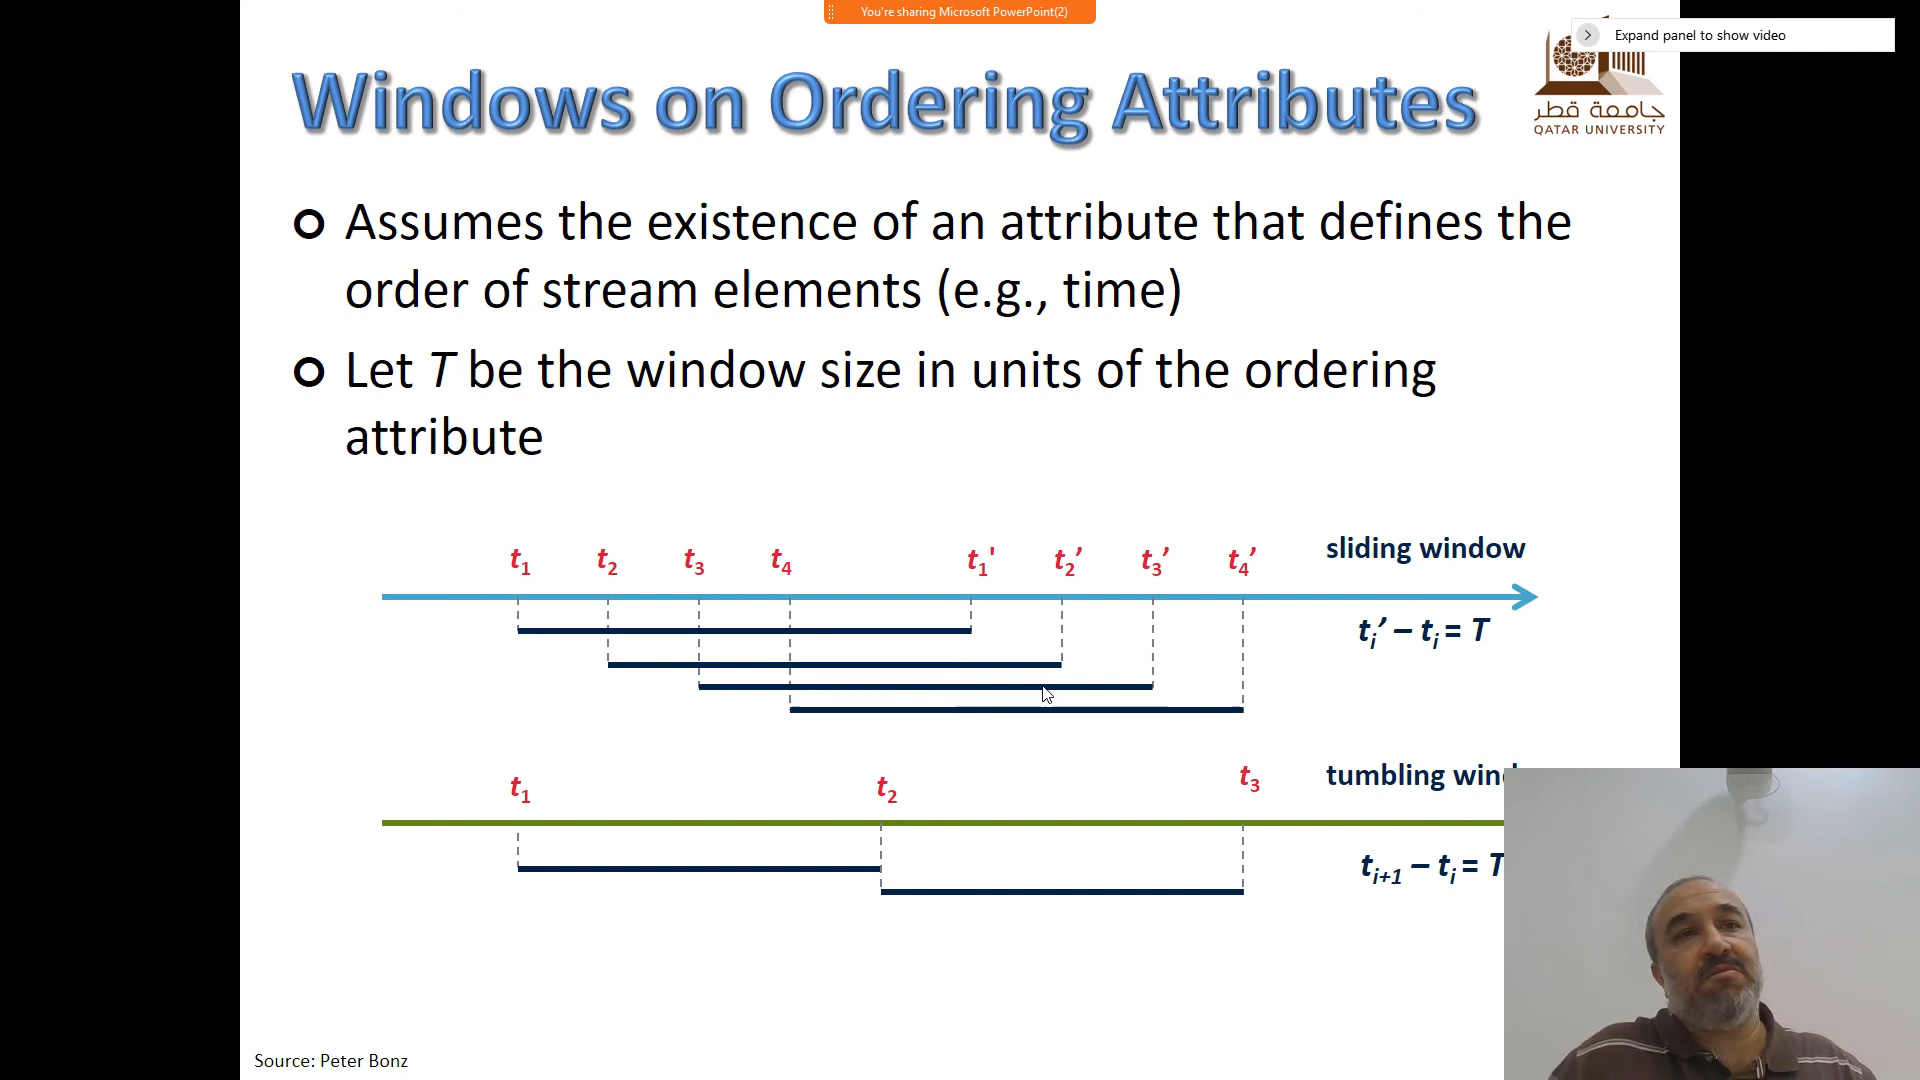 You're sharing Microsoft PowerPoint(2)
Expand panel to show video
Windows on Ordering Attributes
جامعة قطر
QATAR UNIVERSITY
Assumes the existence of an attribute that defines the
order of stream elements (e.g., time)
Let T be the window size in units of the ordering
attribute
t1 t2 t3 t4 t1' t2’ t3’ t4’ sliding window
ti’ – ti = T
t1 t2 t3 tumbling
ti+1 – ti = T
Source: Peter Bonz